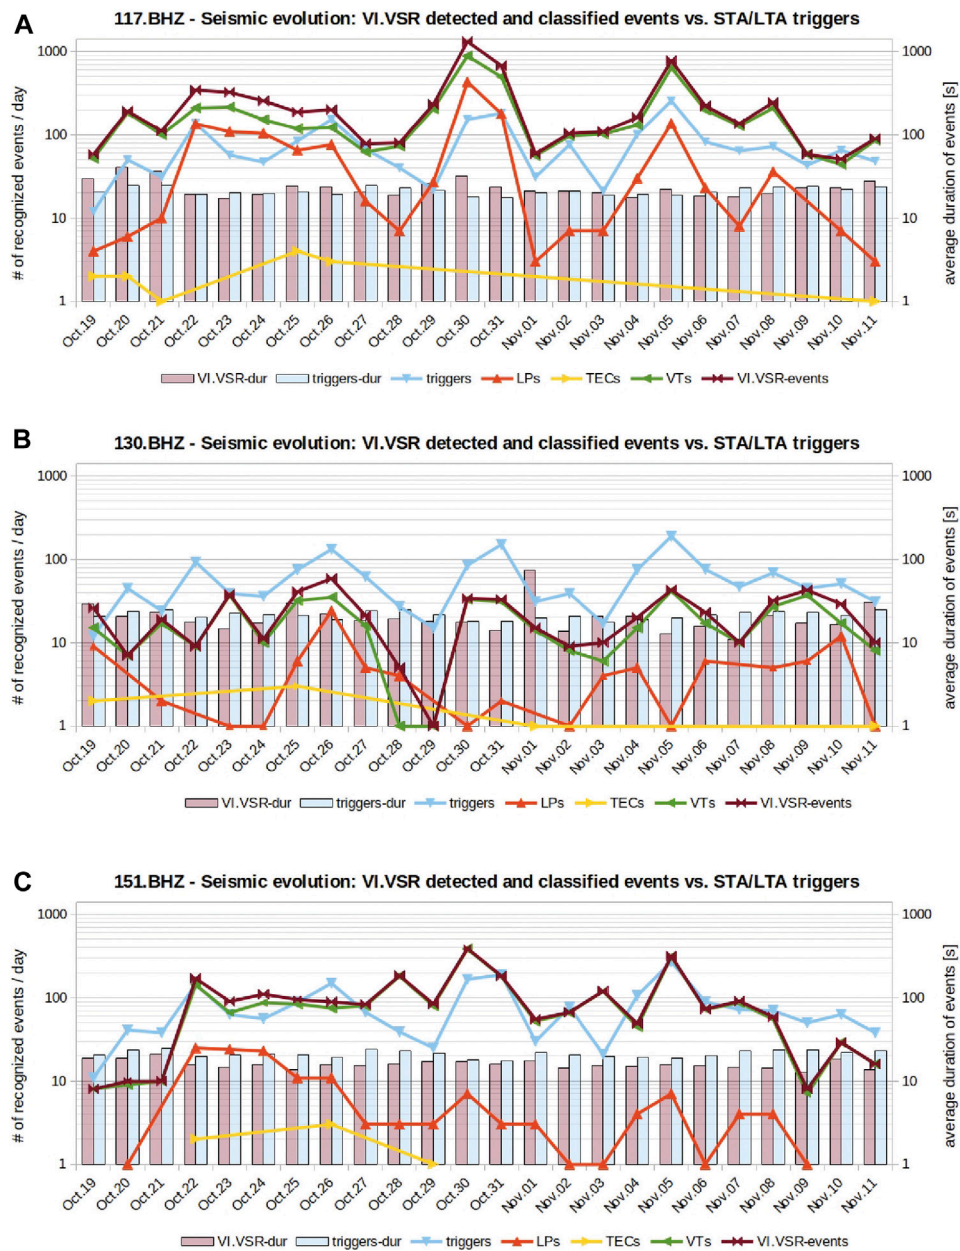 A
117.BHZ - Seismic evolution: VI.VSR detected and classified events vs. STA/LTA triggers
# of recognized events / day
1000
100
10
1
1000
100
10
1
average duration of events [s]
Oct.19 Oct.20 Oct.21 Oct.22 Oct.23 Oct.24 Oct.25 Oct.26 Oct.27 Oct.28 Oct.29 Oct.30 Oct.31 Nov.01 Nov.02 Nov.03 Nov.04 Nov.05 Nov.06 Nov.07 Nov.08 Nov.09 Nov.10 Nov.11
VI.VSR-dur triggers-dur triggers LPs TECs VTs VI.VSR-events
B
130.BHZ - Seismic evolution: VI.VSR detected and classified events vs. STA/LTA triggers
# of recognized events / day
1000
100
10
1
1000
100
10
1
average duration of events [s]
Oct.19 Oct.20 Oct.21 Oct.22 Oct.23 Oct.24 Oct.25 Oct.26 Oct.27 Oct.28 Oct.29 Oct.30 Oct.31 Nov.01 Nov.02 Nov.03 Nov.04 Nov.05 Nov.06 Nov.07 Nov.08 Nov.09 Nov.10 Nov.11
VI.VSR-dur triggers-dur triggers LPs TECs VTs VI.VSR-events
C
151.BHZ - Seismic evolution: VI.VSR detected and classified events vs. STA/LTA triggers
# of recognized events / day
1000
100
10
1
1000
100
10
1
average duration of events [s]
Oct.19 Oct.20 Oct.21 Oct.22 Oct.23 Oct.24 Oct.25 Oct.26 Oct.27 Oct.28 Oct.29 Oct.30 Oct.31 Nov.01 Nov.02 Nov.03 Nov.04 Nov.05 Nov.06 Nov.07 Nov.08 Nov.09 Nov.10 Nov.11
VI.VSR-dur triggers-dur triggers LPs TECs VTs VI.VSR-events